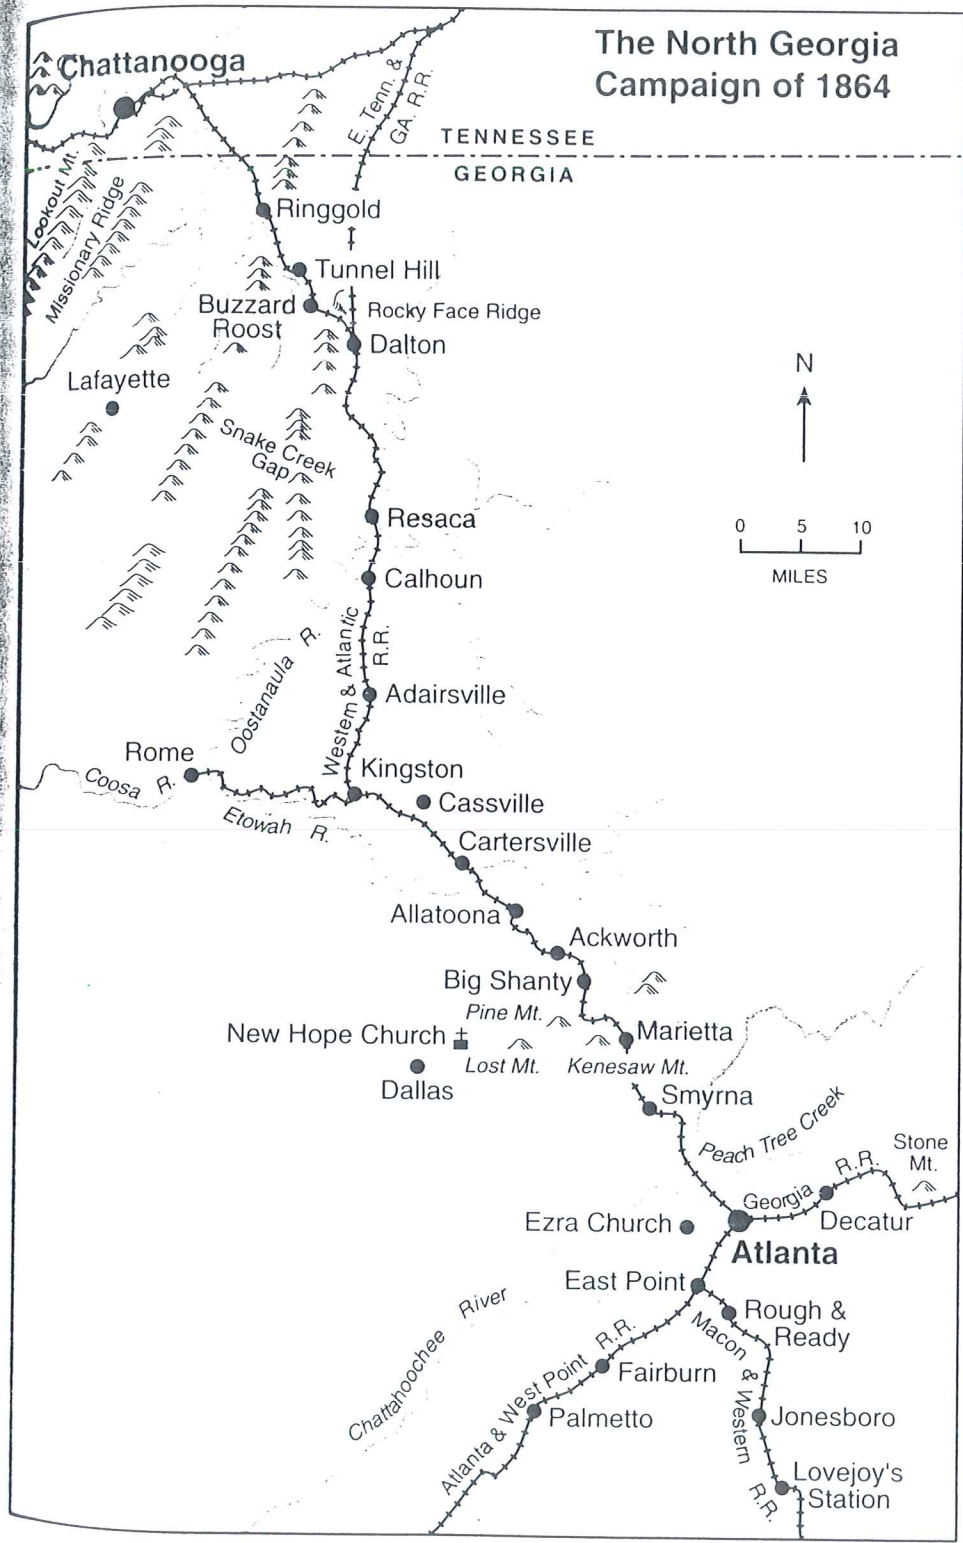 The North Georgia
Campaign of 1864
Chattanooga
E. Tenn. &
GA. R.R.
TENNESSEE
GEORGIA
Lookout Mt.
Missionary Ridge
Ringgold
Tunnel Hill
Buzzard
Roost
Rocky Face Ridge
Dalton
Lafayette
N
Snake Creek
Gap
Resaca
0 5 10
MILES
Calhoun
Western & Atlantic
R.R.
Oostanaula R.
Adairsville
Rome
Coosa R.
Kingston
Cassville
Etowah R.
Cartersville
Allatoona
Ackworth
Big Shanty
Pine Mt.
New Hope Church
Marietta
Lost Mt.
Kenesaw Mt.
Dallas
Smyrna
Peach Tree Creek
Stone
Mt.
Georgia R.R.
Decatur
Ezra Church
Atlanta
East Point
Rough &
Ready
Chattahoochee River
Macon & Western R.R.
Atlanta & West Point R.R.
Fairburn
Palmetto
Jonesboro
Lovejoy's
Station